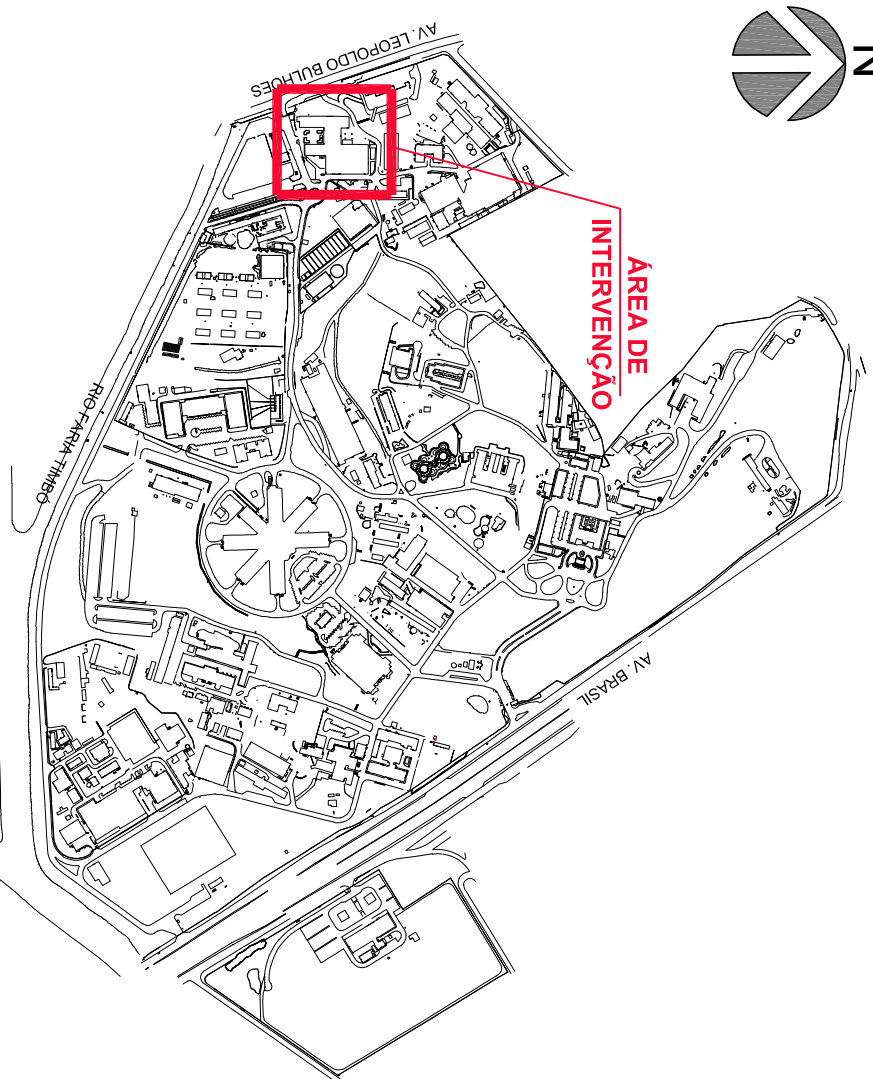 N
AV. LEOPOLDO BULHÕES
ÁREA DE
INTERVENÇÃO
RIO FARIA TIMBÓ
AV. BRASIL